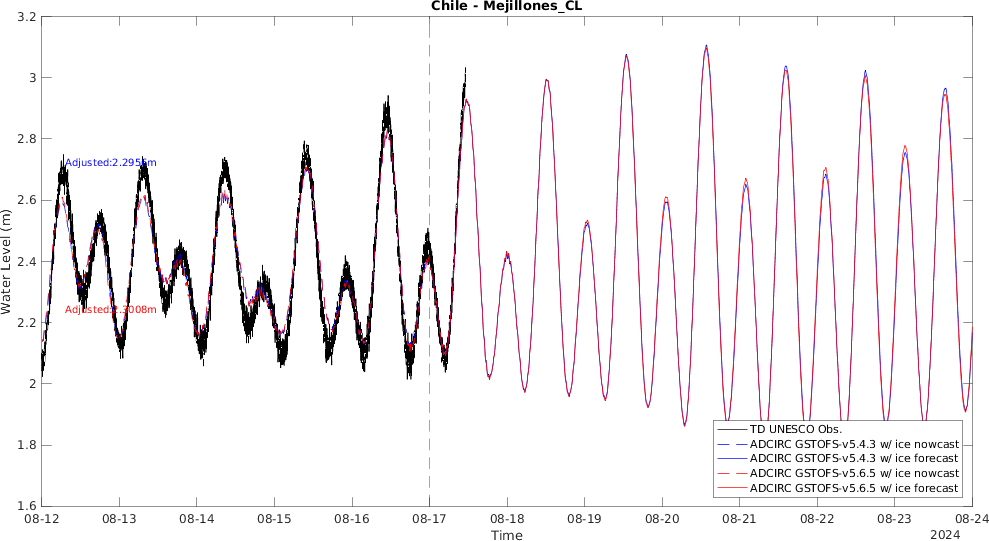 Chile - Mejillones_CL
3.2
3
2.8
2.6
2.4
2.2
2
1.8
1.6
Water Level (m)
Adjusted:2.2956m
Adjusted:2.3008m
TD UNESCO Obs.
ADCIRC GSTOFS-v5.4.3 w/ ice nowcast
ADCIRC GSTOFS-v5.4.3 w/ ice forecast
ADCIRC GSTOFS-v5.6.5 w/ ice nowcast
ADCIRC GSTOFS-v5.6.5 w/ ice forecast
08-12 08-13 08-14 08-15 08-16 08-17 08-18 08-19 08-20 08-21 08-22 08-23 08-24
Time
2024